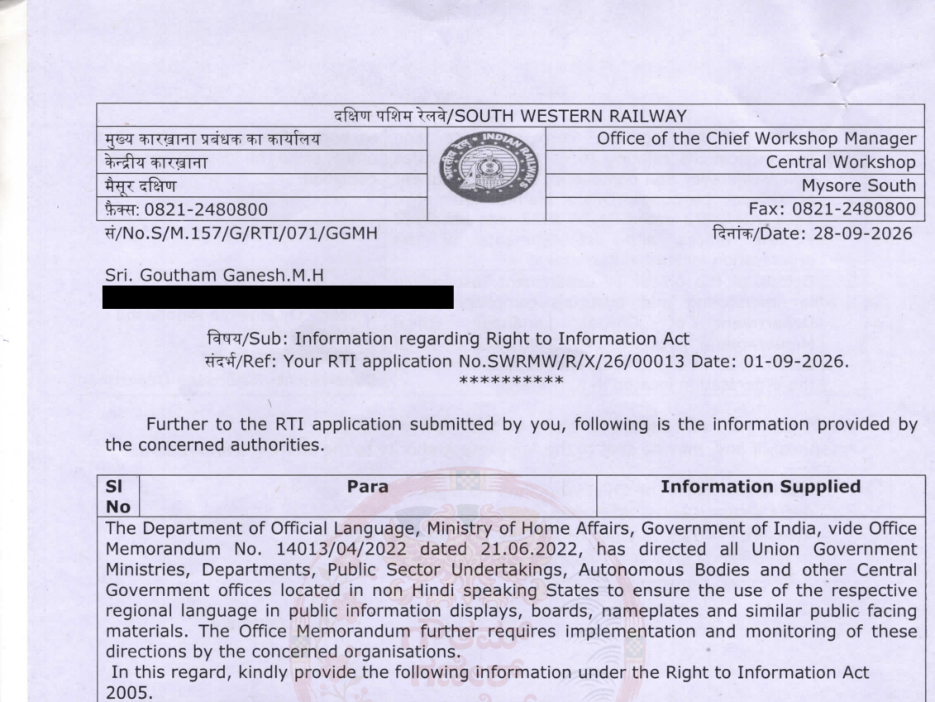 दक्षिण पशिम रेलवे/SOUTH WESTERN RAILWAY
मुख्य कारखाना प्रबंधक का कार्यालय
केन्द्रीय कारखाना
मैसूर दक्षिण
फ़ैक्स: 0821-2480800
INDIAN RAILWAYS
Office of the Chief Workshop Manager
Central Workshop
Mysore South
Fax: 0821-2480800
सं/No.S/M.157/G/RTI/071/GGMH
दिनांक/Date: 28-09-2026
Sri. Goutham Ganesh.M.H
विषय/Sub: Information regarding Right to Information Act
संदर्भ/Ref: Your RTI application No.SWRMW/R/X/26/00013 Date: 01-09-2026.
**********
Further to the RTI application submitted by you, following is the information provided by
the concerned authorities.
Sl
No
Para
Information Supplied
The Department of Official Language, Ministry of Home Affairs, Government of India, vide Office
Memorandum No. 14013/04/2022 dated 21.06.2022, has directed all Union Government
Ministries, Departments, Public Sector Undertakings, Autonomous Bodies and other Central
Government offices located in non Hindi speaking States to ensure the use of the respective
regional language in public information displays, boards, nameplates and similar public facing
materials. The Office Memorandum further requires implementation and monitoring of these
directions by the concerned organisations.
In this regard, kindly provide the following information under the Right to Information Act
2005.